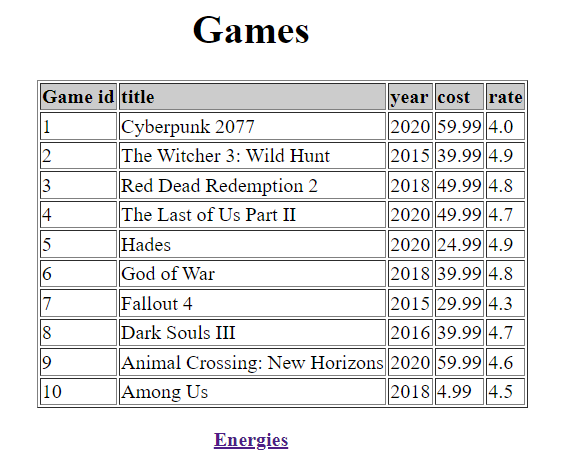 Games
Game id title year cost rate
1 Cyberpunk 2077 2020 59.99 4.0
2 The Witcher 3: Wild Hunt 2015 39.99 4.9
3 Red Dead Redemption 2 2018 49.99 4.8
4 The Last of Us Part II 2020 49.99 4.7
5 Hades 2020 24.99 4.9
6 God of War 2018 39.99 4.8
7 Fallout 4 2015 29.99 4.3
8 Dark Souls III 2016 39.99 4.7
9 Animal Crossing: New Horizons 2020 59.99 4.6
10 Among Us 2018 4.99 4.5
Energies